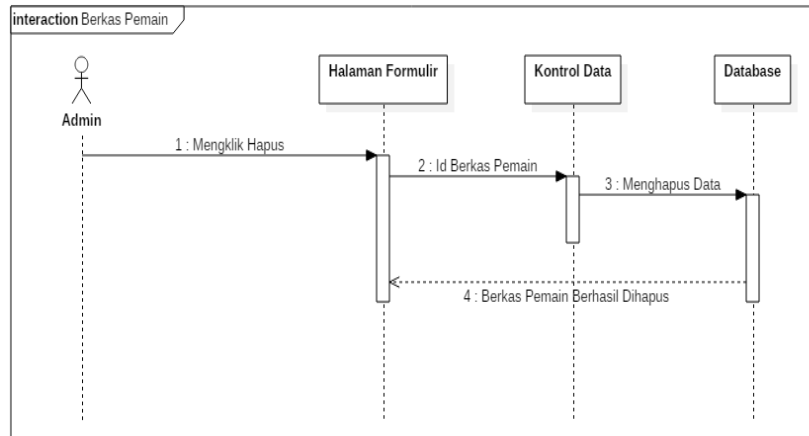 interaction Berkas Pemain
Halaman Formulir
Kontrol Data
Database
Admin
1 : Mengklik Hapus
2 : Id Berkas Pemain
3 : Menghapus Data
4 : Berkas Pemain Berhasil Dihapus